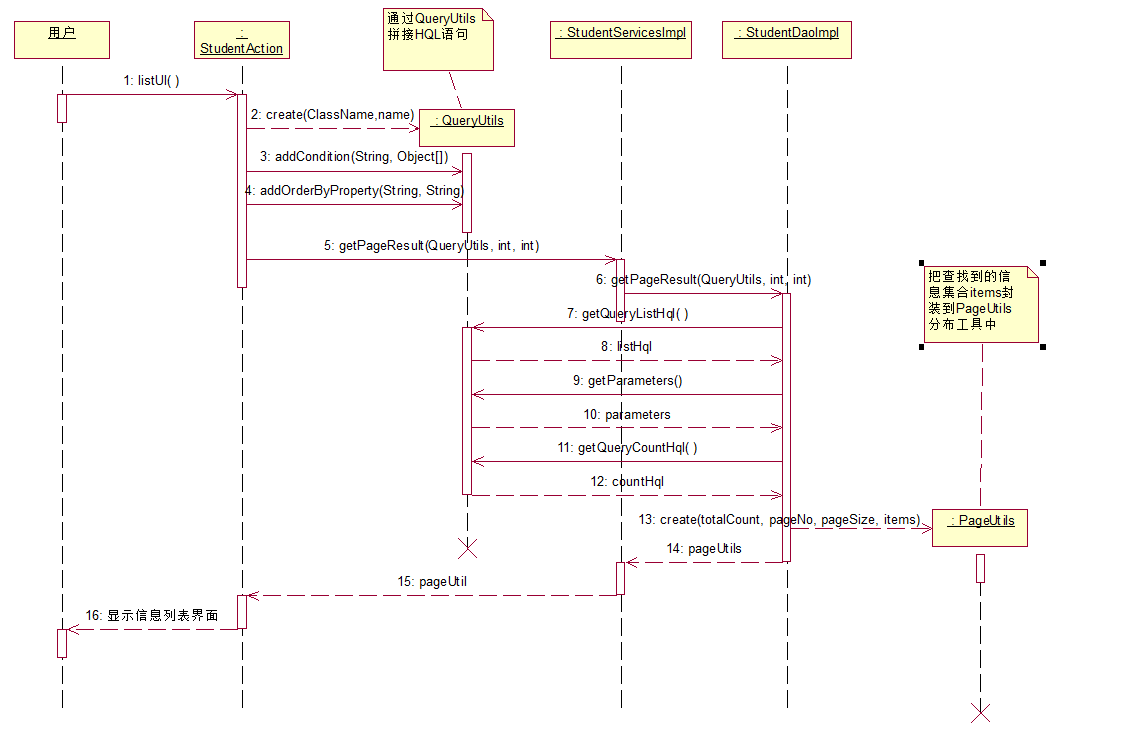 用户
 :
StudentAction
通过QueryUtils
拼接HQL语句
 : StudentServicesImpl
 : StudentDaoImpl
1: listUI( )
2: create(ClassName,name)
 : QueryUtils
3: addCondition(String, Object[])
4: addOrderByProperty(String, String)
5: getPageResult(QueryUtils, int, int)
6: getPageResult(QueryUtils, int, int)
把查找到的信
息集合items封
装到PageUtils
分布工具中
7: getQueryListHql( )
8: listHql
9: getParameters()
10: parameters
11: getQueryCountHql( )
12: countHql
13: create(totalCount, pageNo, pageSize, items)
 : PageUtils
14: pageUtils
15: pageUtil
16: 显示信息列表界面